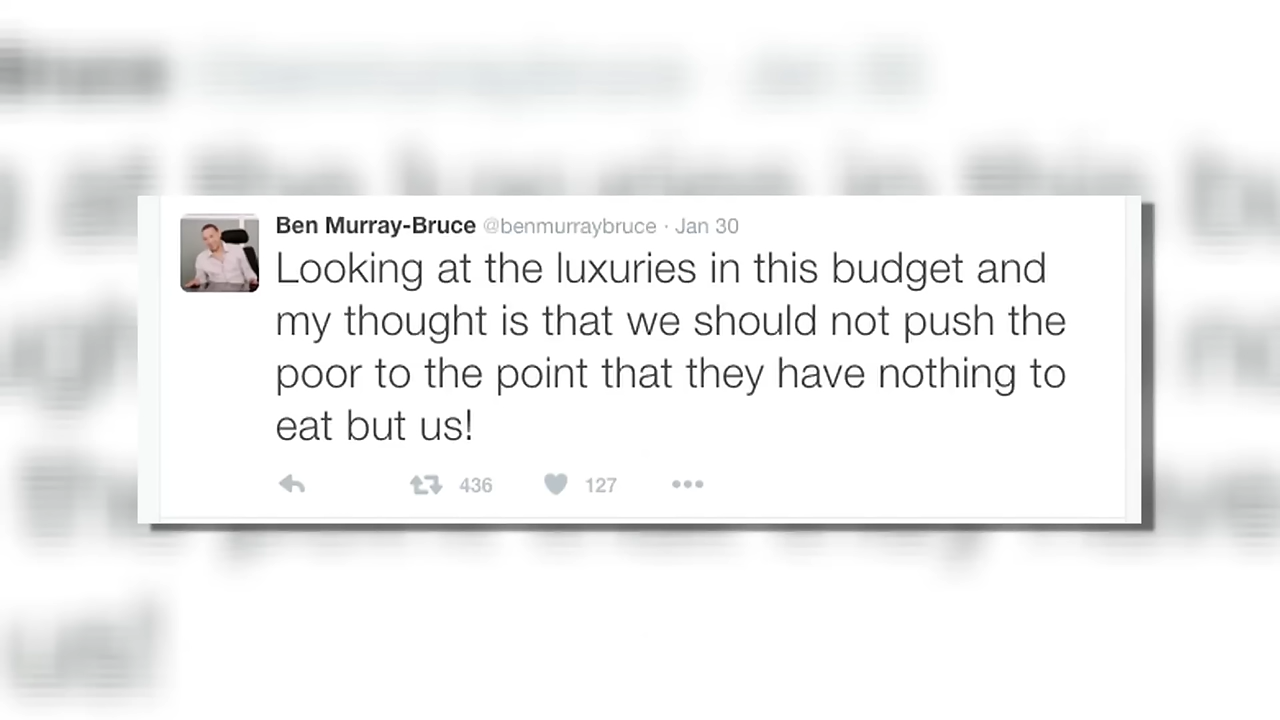 Ben Murray-Bruce @benmurraybruce · Jan 30
Looking at the luxuries in this budget and
my thought is that we should not push the
poor to the point that they have nothing to
eat but us!
436 127